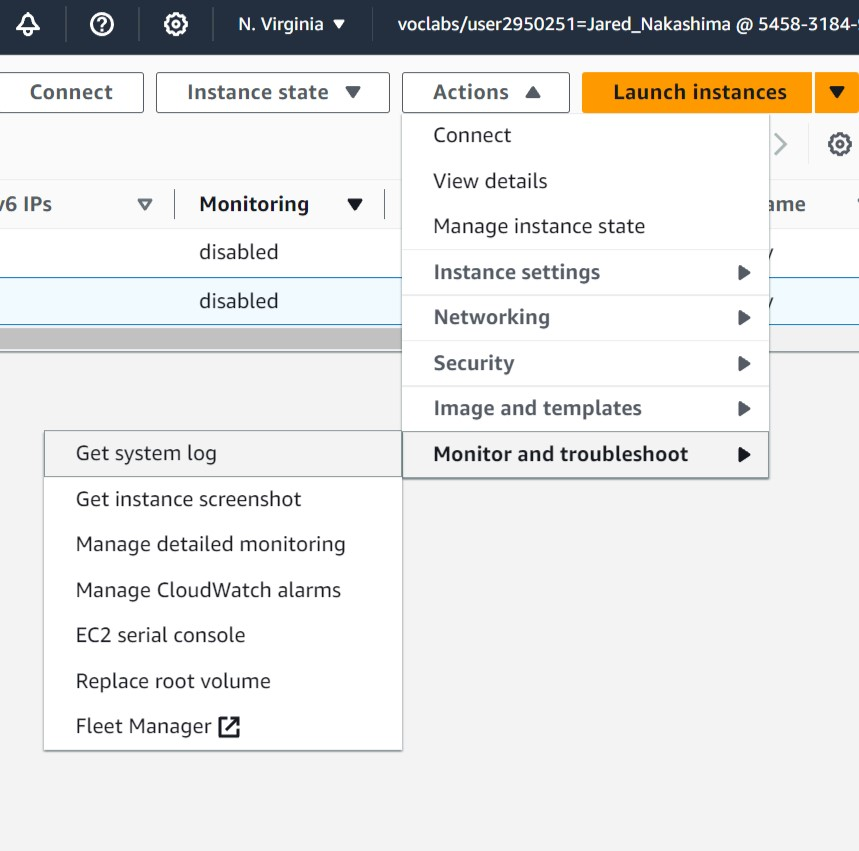 N. Virginia ▼ voclabs/user2950251=Jared_Nakashima @ 5458-3184-
Connect Instance state ▼ Actions ▲ Launch instances ▼
Connect
View details
v6 IPs Monitoring
Manage instance state
disabled
Instance settings
disabled
Networking
Security
Image and templates
Monitor and troubleshoot
Get system log
Get instance screenshot
Manage detailed monitoring
Manage CloudWatch alarms
EC2 serial console
Replace root volume
Fleet Manager